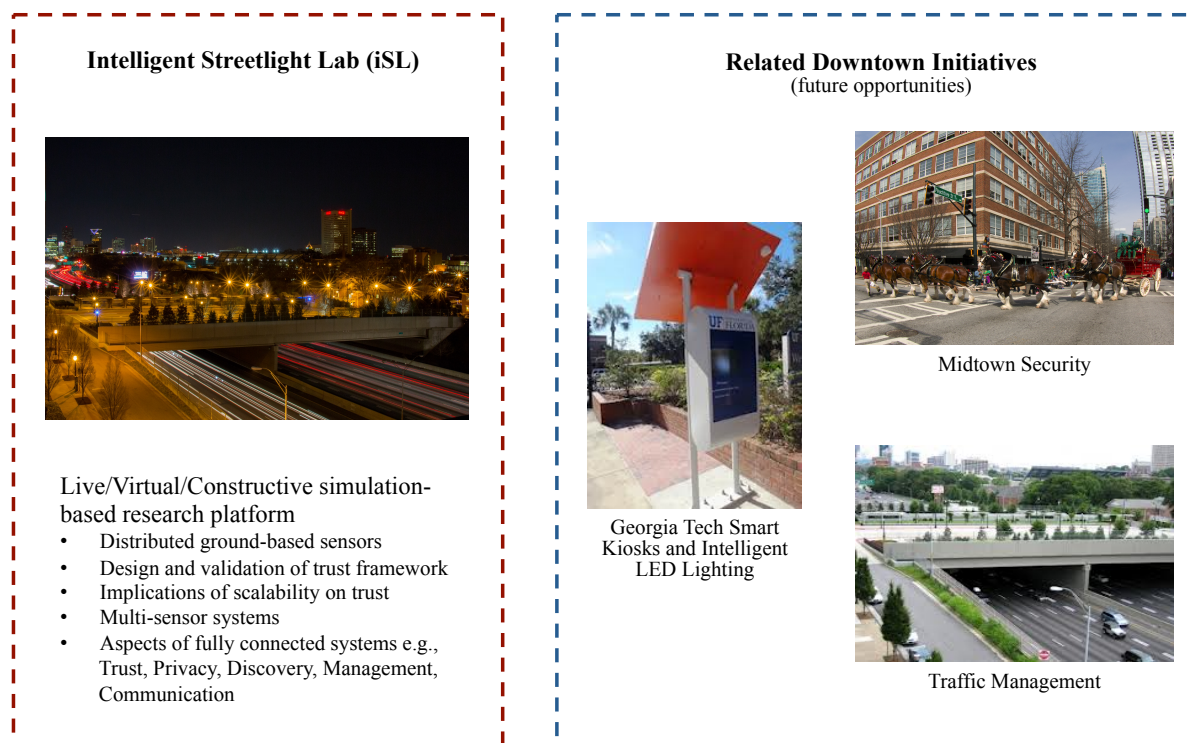 Intelligent Streetlight Lab (iSL)
Live/Virtual/Constructive simulation-
based research platform
• Distributed ground-based sensors
• Design and validation of trust framework
• Implications of scalability on trust
• Multi-sensor systems
• Aspects of fully connected systems e.g.,
Trust, Privacy, Discovery, Management,
Communication
Related Downtown Initiatives
(future opportunities)
UF
FLORIDA
Georgia Tech Smart
Kiosks and Intelligent
LED Lighting
Midtown Security
Traffic Management